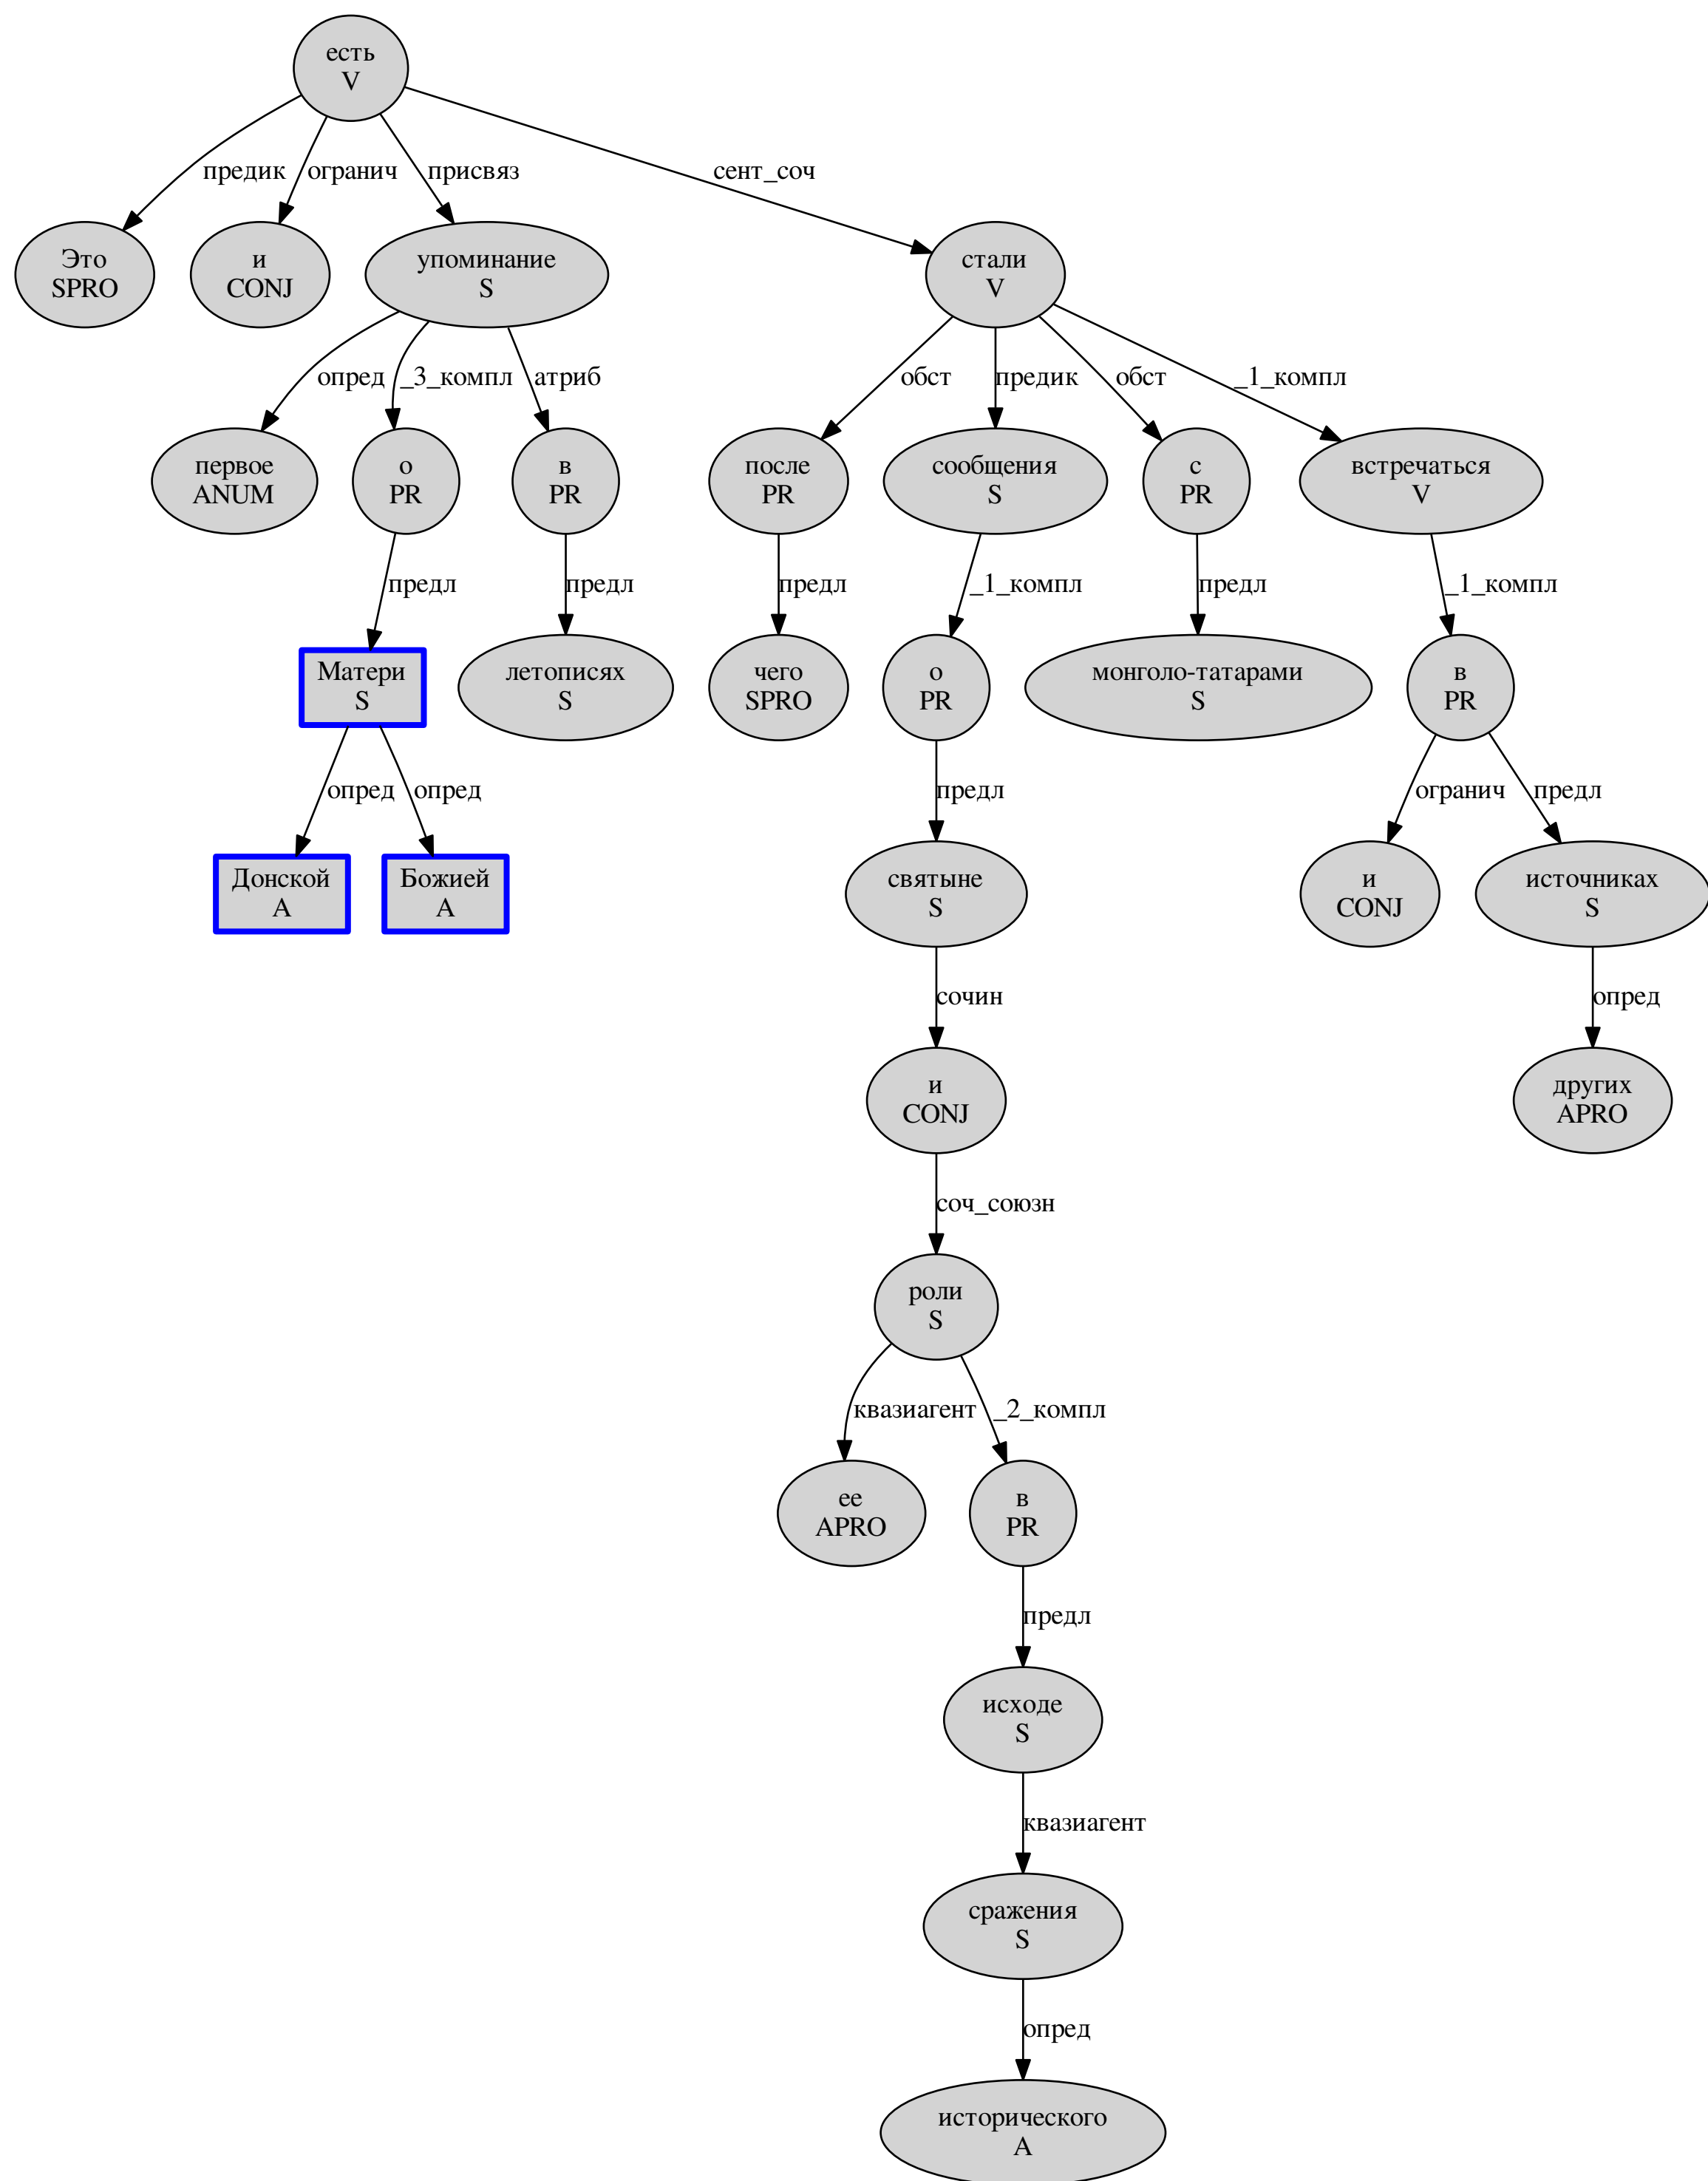 есть
V
предик
огранич
присвяз
сент_соч
Это
SPRO
и
CONJ
упоминание
S
стали
V
опред
_3_компл
атриб
обст
предик
обст
_1_компл
первое
ANUM
о
PR
в
PR
после
PR
сообщения
S
с
PR
встречаться
V
предл
предл
предл
_1_компл
предл
_1_компл
Матери
S
летописях
S
чего
SPRO
о
PR
монголо-татарами
S
в
PR
опред
опред
предл
огранич
предл
Донской
A
Божией
A
святыне
S
и
CONJ
источниках
S
сочин
опред
и
CONJ
других
APRO
соч_союзн
роли
S
квазиагент
_2_компл
ее
APRO
в
PR
предл
исходе
S
квазиагент
сражения
S
опред
исторического
A